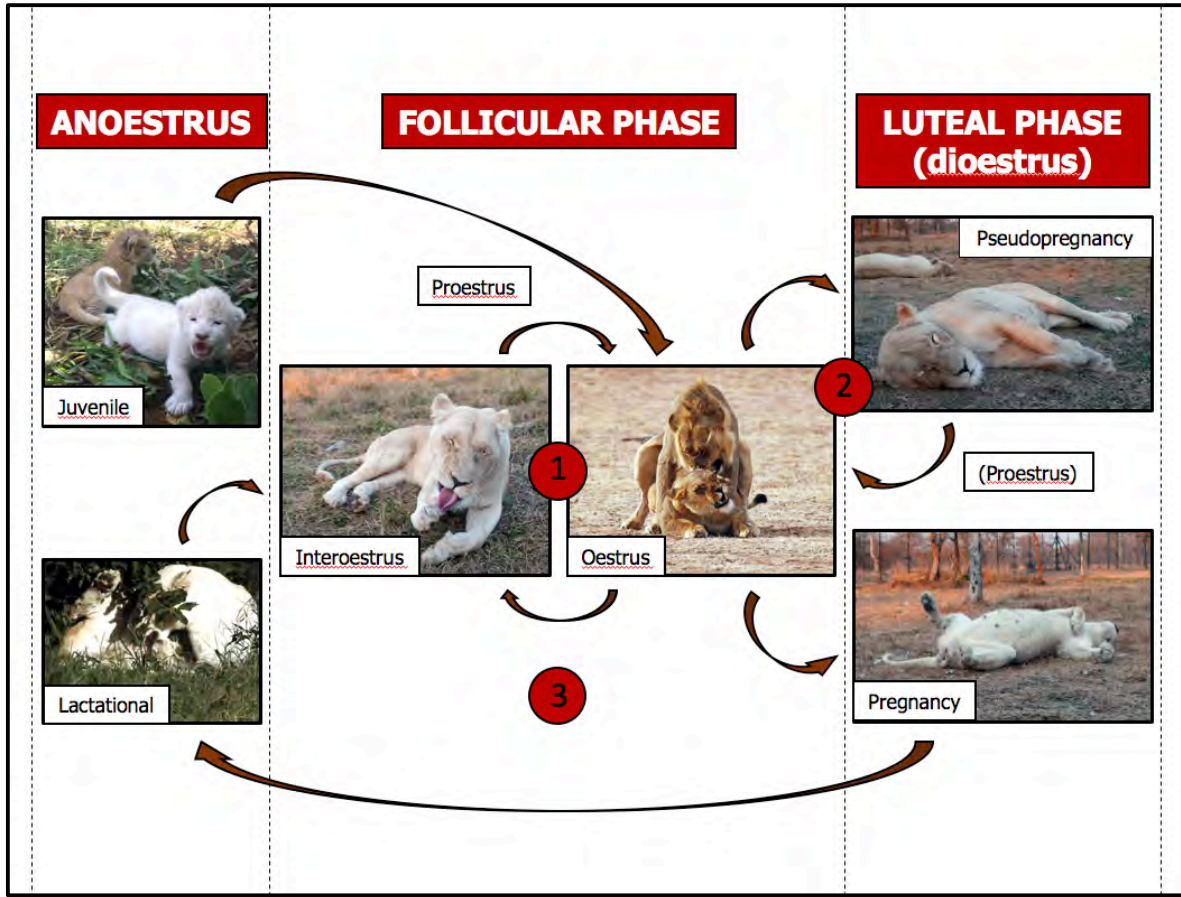 ANOESTRUS
FOLLICULAR PHASE
LUTEAL PHASE
(dioestrus)
Pseudopregnancy
Proestrus
Juvenile
2
1
(Proestrus)
Interoestrus
Oestrus
Lactational
3
Pregnancy